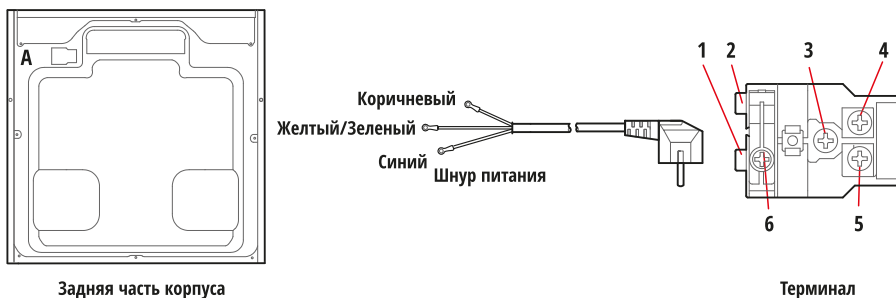 A
Задняя часть корпуса
Коричневый
Желтый/Зеленый
Синий
Шнур питания
1 2 3 4
6 5
Терминал